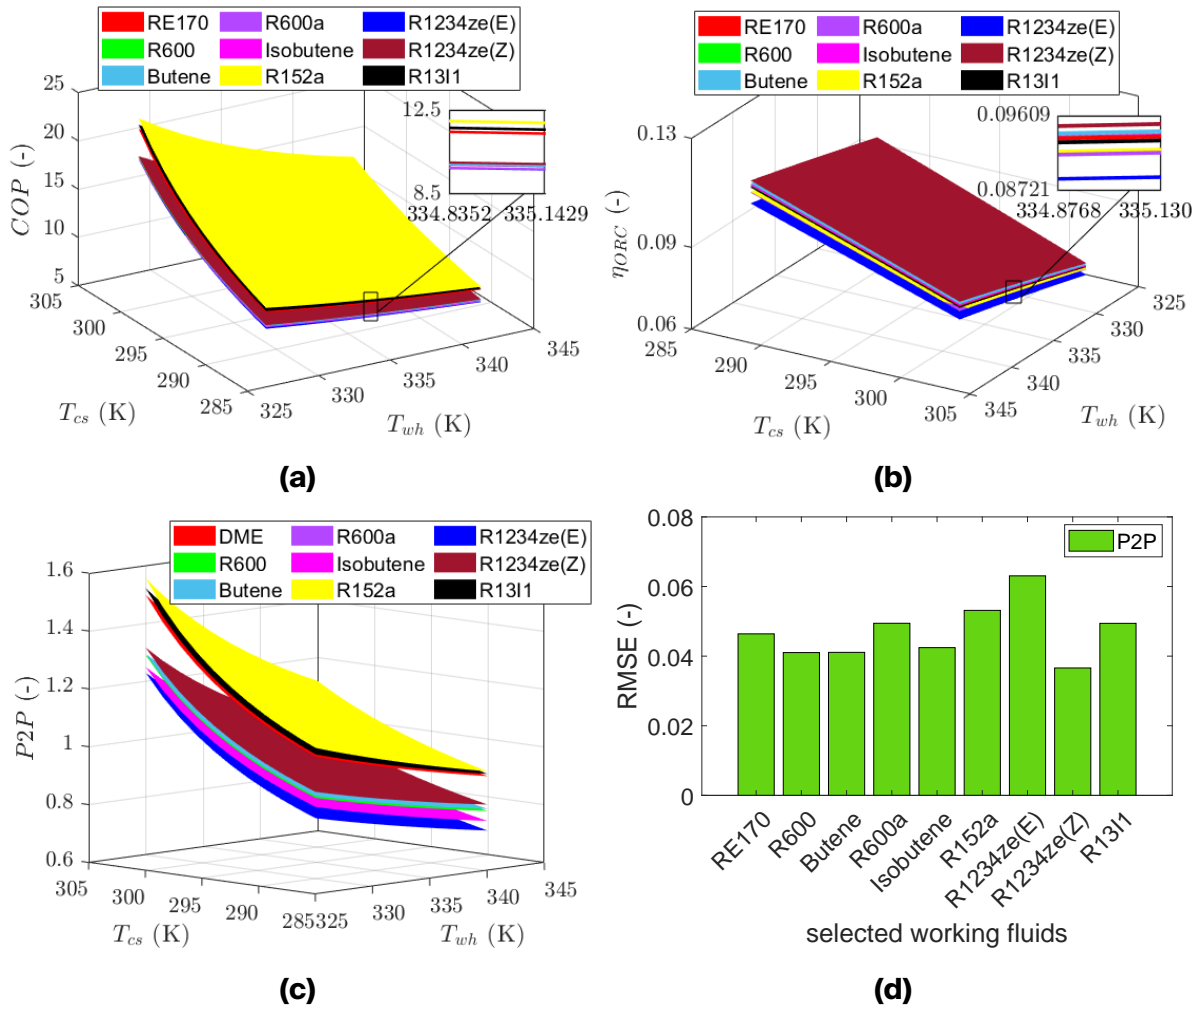 RE170 R600a R1234ze(E)
R600 Isobutene R1234ze(Z)
Butene R152a R13I1
25
20
15
10
5
COP (-)
12.5
8.5
334.8352 335.1429
305
300
295
290
285
T_cs (K)
325
330
335
340
345
T_wh (K)
(a)
RE170 R600a R1234ze(E)
R600 Isobutene R1234ze(Z)
Butene R152a R13I1
0.13
0.09
0.06
η_ORC (-)
0.09609
0.08721
334.8768 335.130
285
290
295
300
305
T_cs (K)
345
340
335
330
325
T_wh (K)
(b)
DME R600a R1234ze(E)
R600 Isobutene R1234ze(Z)
Butene R152a R13I1
1.6
1.4
1.2
1
0.8
0.6
P2P (-)
305
300
295
290
285
T_cs (K)
325
330
335
340
345
T_wh (K)
(c)
P2P
0.08
0.06
0.04
0.02
0
RMSE (-)
RE170
R600
Butene
R600a
Isobutene
R152a
R1234ze(E)
R1234ze(Z)
R13I1
selected working fluids
(d)